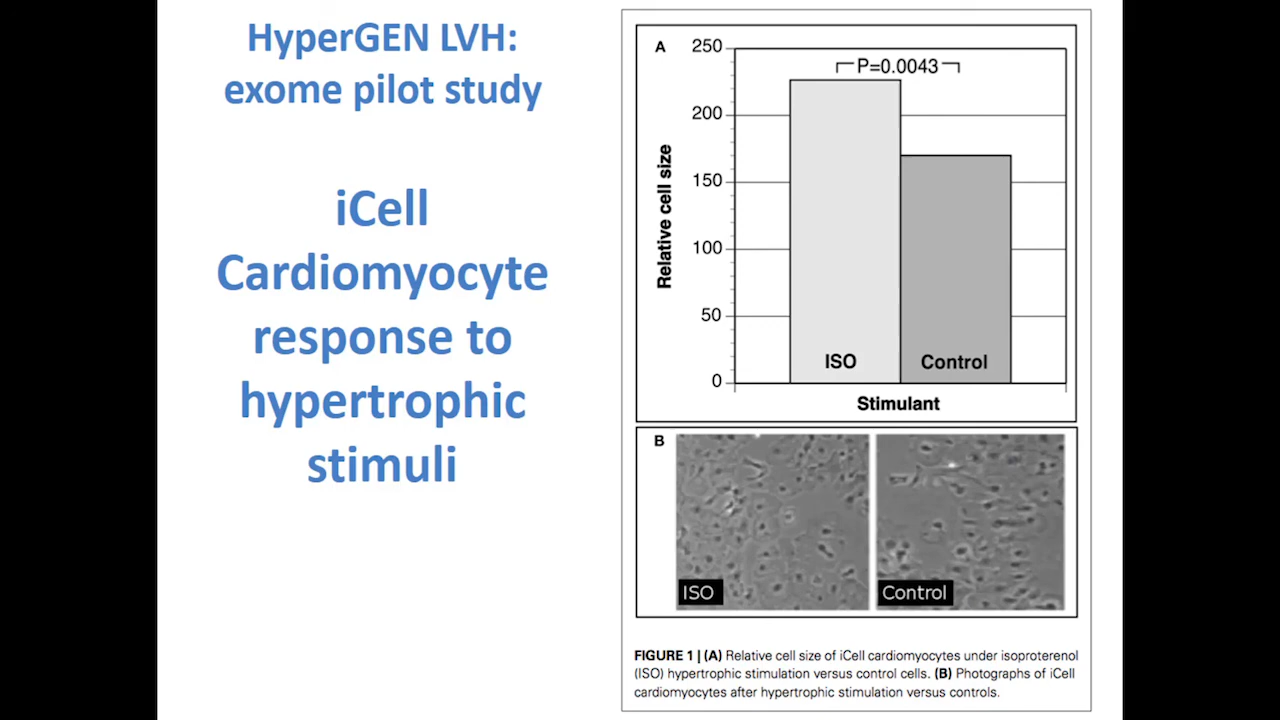 HyperGEN LVH:
exome pilot study
iCell
Cardiomyocyte
response to
hypertrophic
stimuli
A
250
200
150
100
50
0
Relative cell size
P=0.0043
ISO
Control
Stimulant
B
ISO
Control
FIGURE 1 | (A) Relative cell size of iCell cardiomyocytes under isoproterenol
(ISO) hypertrophic stimulation versus control cells. (B) Photographs of iCell
cardiomyocytes after hypertrophic stimulation versus controls.